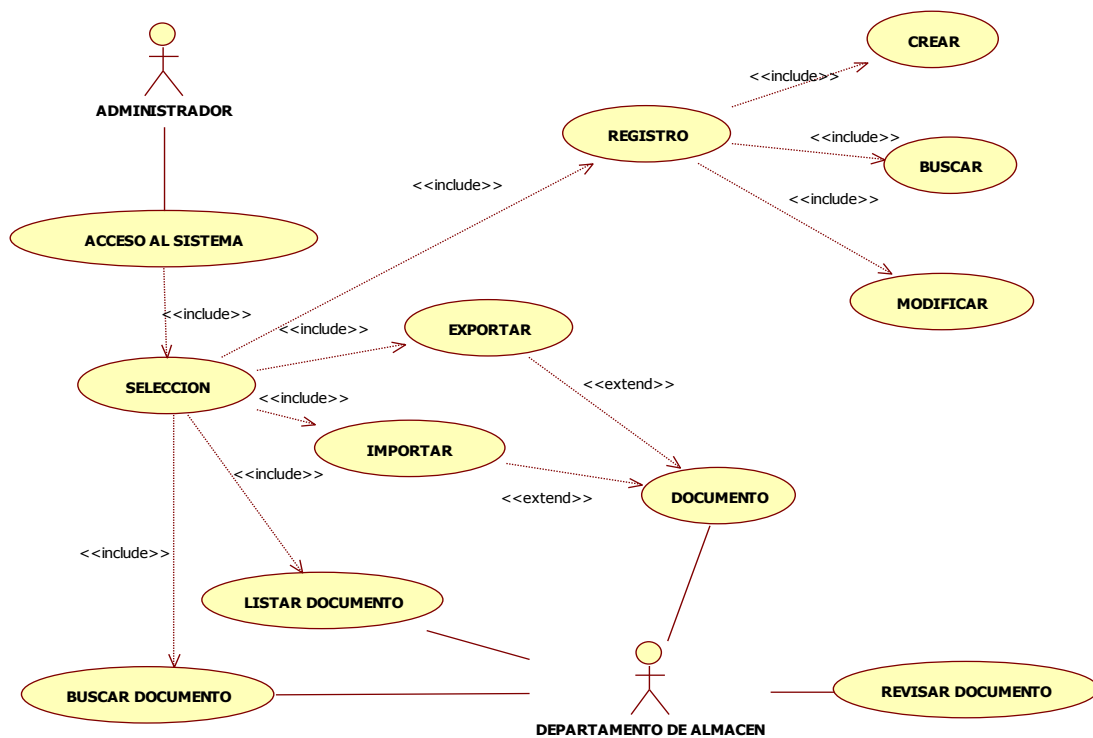 CREAR
<<include>>
ADMINISTRADOR
REGISTRO
<<include>>
BUSCAR
<<include>>
<<include>>
ACCESO AL SISTEMA
MODIFICAR
<<include>>
<<include>>
EXPORTAR
<<extend>>
SELECCION
<<include>>
IMPORTAR
<<include>>
<<extend>>
DOCUMENTO
<<include>>
LISTAR DOCUMENTO
BUSCAR DOCUMENTO
REVISAR DOCUMENTO
DEPARTAMENTO DE ALMACEN